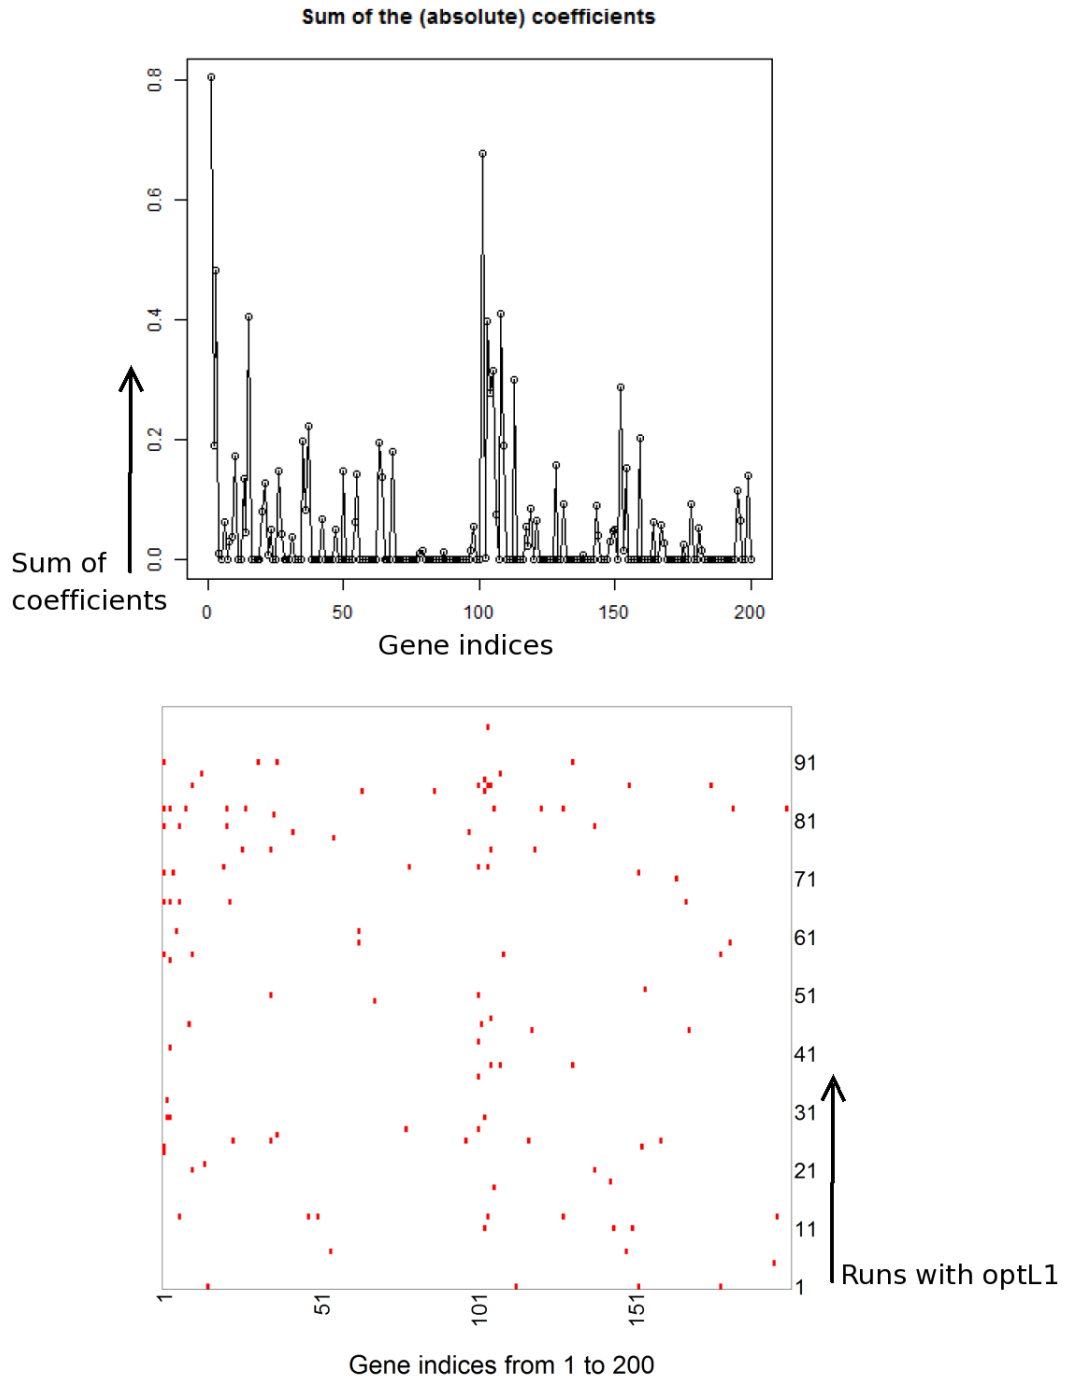 Sum of the (absolute) coefficients
0.8
0.6
0.4
0.2
0.0
Sum of
coefficients
0 50 100 150 200
Gene indices
91
81
71
61
51
41
31
21
11
1
Runs with optL1
1 51 101 151
Gene indices from 1 to 200